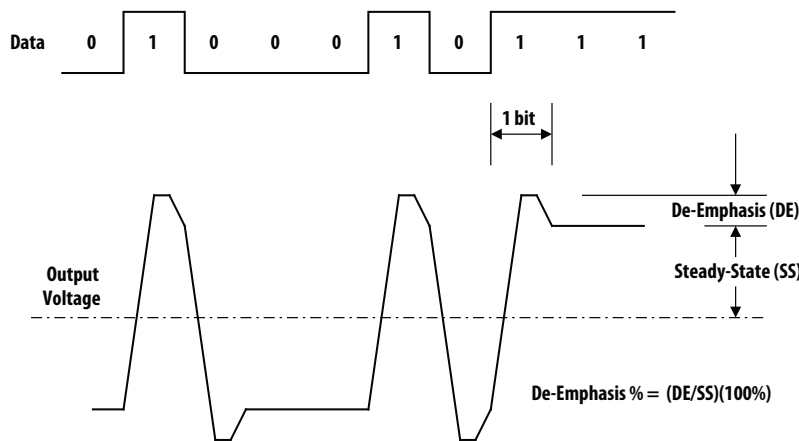 Data 0 1 0 0 0 1 0 1 1 1
1 bit
De-Emphasis (DE)
Steady-State (SS)
Output
Voltage
De-Emphasis % = (DE/SS)(100%)